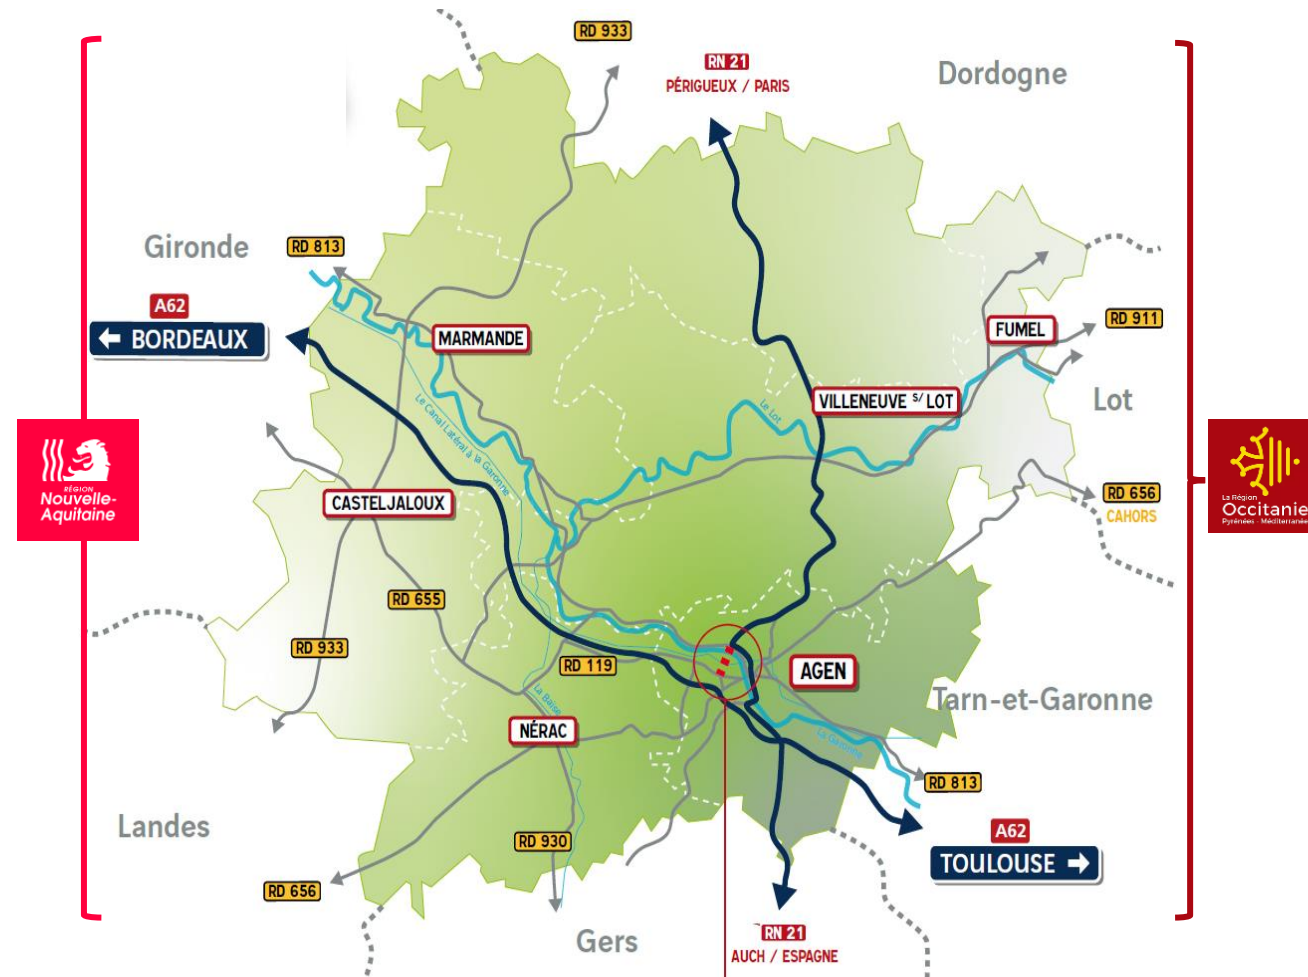 RD 933
RN 21
PÉRIGUEUX / PARIS
Dordogne
Gironde
RD 813
A62
← BORDEAUX
MARMANDE
FUMEL
RD 911
Le Canal Latéral à la Garonne
Le Lot
VILLENEUVE S/ LOT
Lot
RÉGION
Nouvelle-
Aquitaine
La Région
Occitanie
Pyrénées - Méditerranée
CASTELJALOUX
RD 656
CAHORS
RD 655
RD 933
RD 119
AGEN
La Baïse
Tarn-et-Garonne
NÉRAC
La Garonne
RD 813
Landes
RD 930
A62
TOULOUSE →
RD 656
Gers
RN 21
AUCH / ESPAGNE